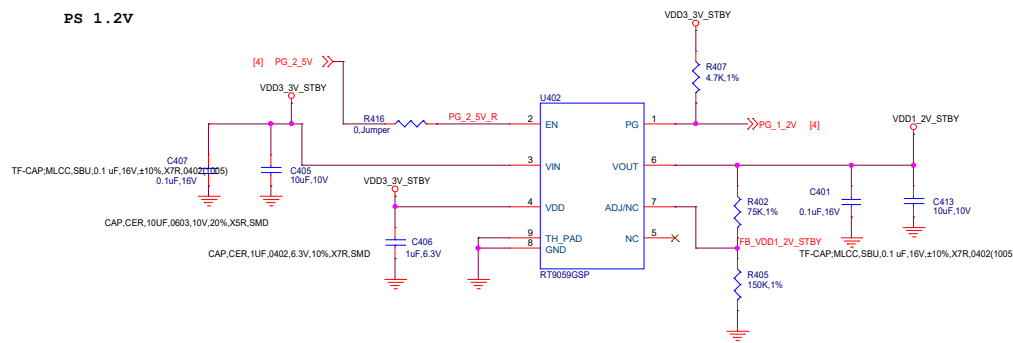 PS 1.2V
VDD3_3V_STBY
[4] PG_2_5V
R407
4.7K,1%
VDD3_3V_STBY
U402
R416
0,Jumper
PG_2_5V_R
2 EN
PG 1
PG_1_2V [4]
VDD1_2V_STBY
C407
TF-CAP;MLCC,SBU,0.1 uF,16V,±10%,X7R,0402(1005)
0.1uF,16V
C405
10uF,10V
3 VIN
VOUT 6
VDD3_3V_STBY
R402
75K,1%
C401
0.1uF,16V
C413
10uF,10V
4 VDD
ADJ/NC 7
CAP,CER,10UF,0603,10V,20%,X5R,SMD
9 TH_PAD
8 GND
NC 5
FB_VDD1_2V_STBY
C406
1uF,6.3V
CAP,CER,1UF,0402,6.3V,10%,X7R,SMD
TF-CAP;MLCC,SBU,0.1 uF,16V,±10%,X7R,0402(1005
RT9059GSP
R405
150K,1%